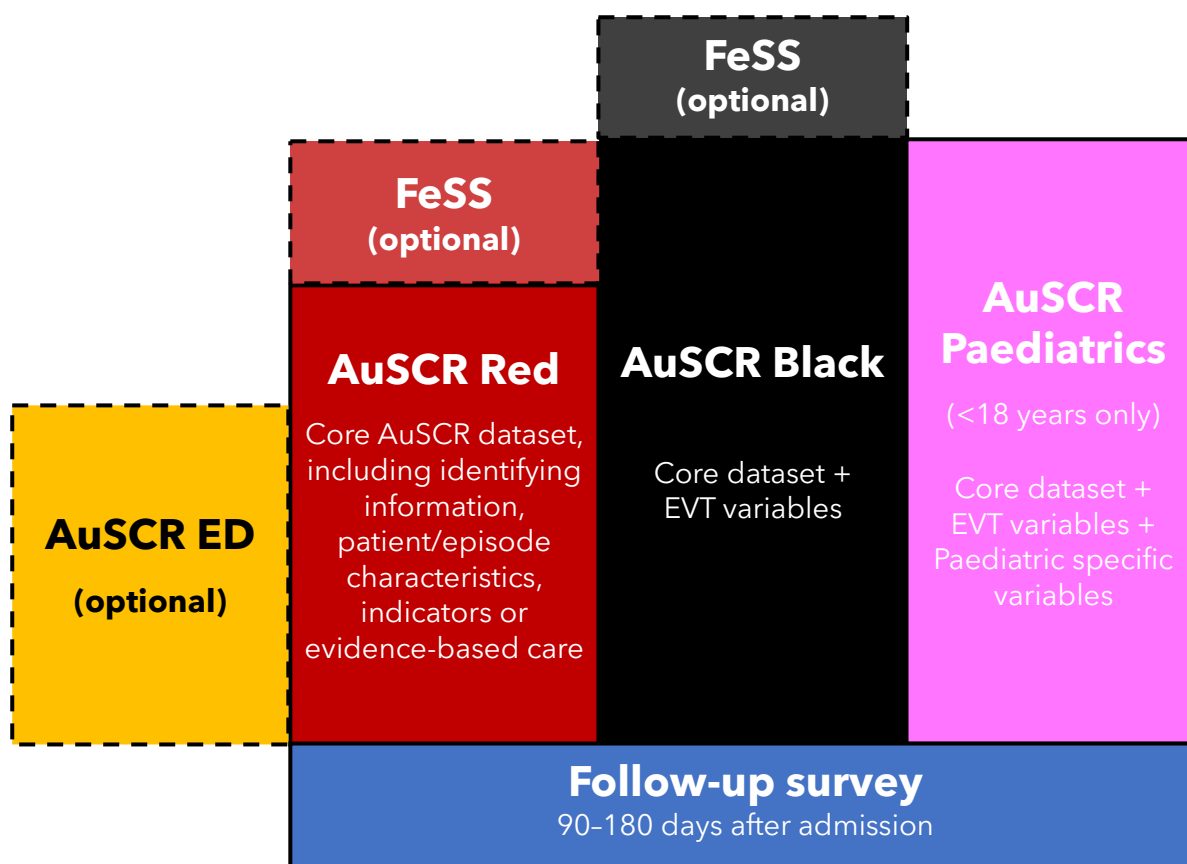 FeSS
(optional)
FeSS
(optional)
AuSCR ED
(optional)
AuSCR Red
Core AuSCR dataset,
including identifying
information,
patient/episode
characteristics,
indicators or
evidence-based care
AuSCR Black
Core dataset +
EVT variables
AuSCR
Paediatrics
(<18 years only)
Core dataset +
EVT variables +
Paediatric specific
variables
Follow-up survey
90–180 days after admission